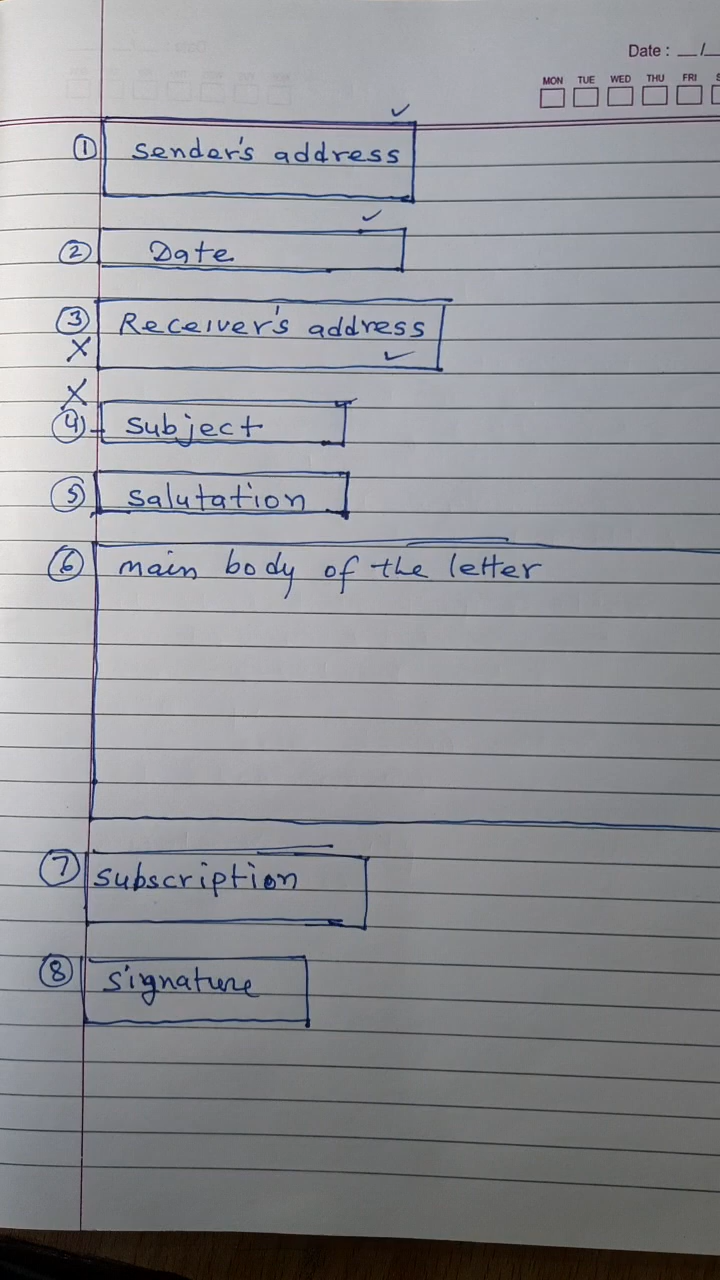 Date : __/__
MON TUE WED THU FRI S
① Sender's address
② Date
③ Receiver's address
X
X
④ Subject
⑤ Salutation
⑥ main body of the letter
⑦ Subscription
⑧ Signature